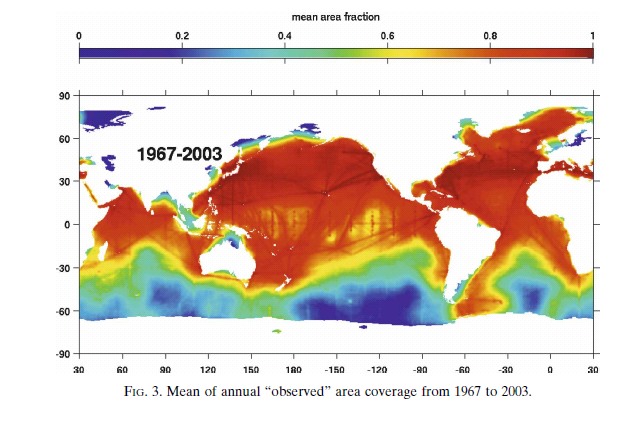 mean area fraction
0 0.2 0.4 0.6 0.8 1
90
1967-2003
60
30
0
-30
-60
-90
30 60 90 120 150 180 -150 -120 -90 -60 -30 0 30
FIG. 3. Mean of annual “observed” area coverage from 1967 to 2003.